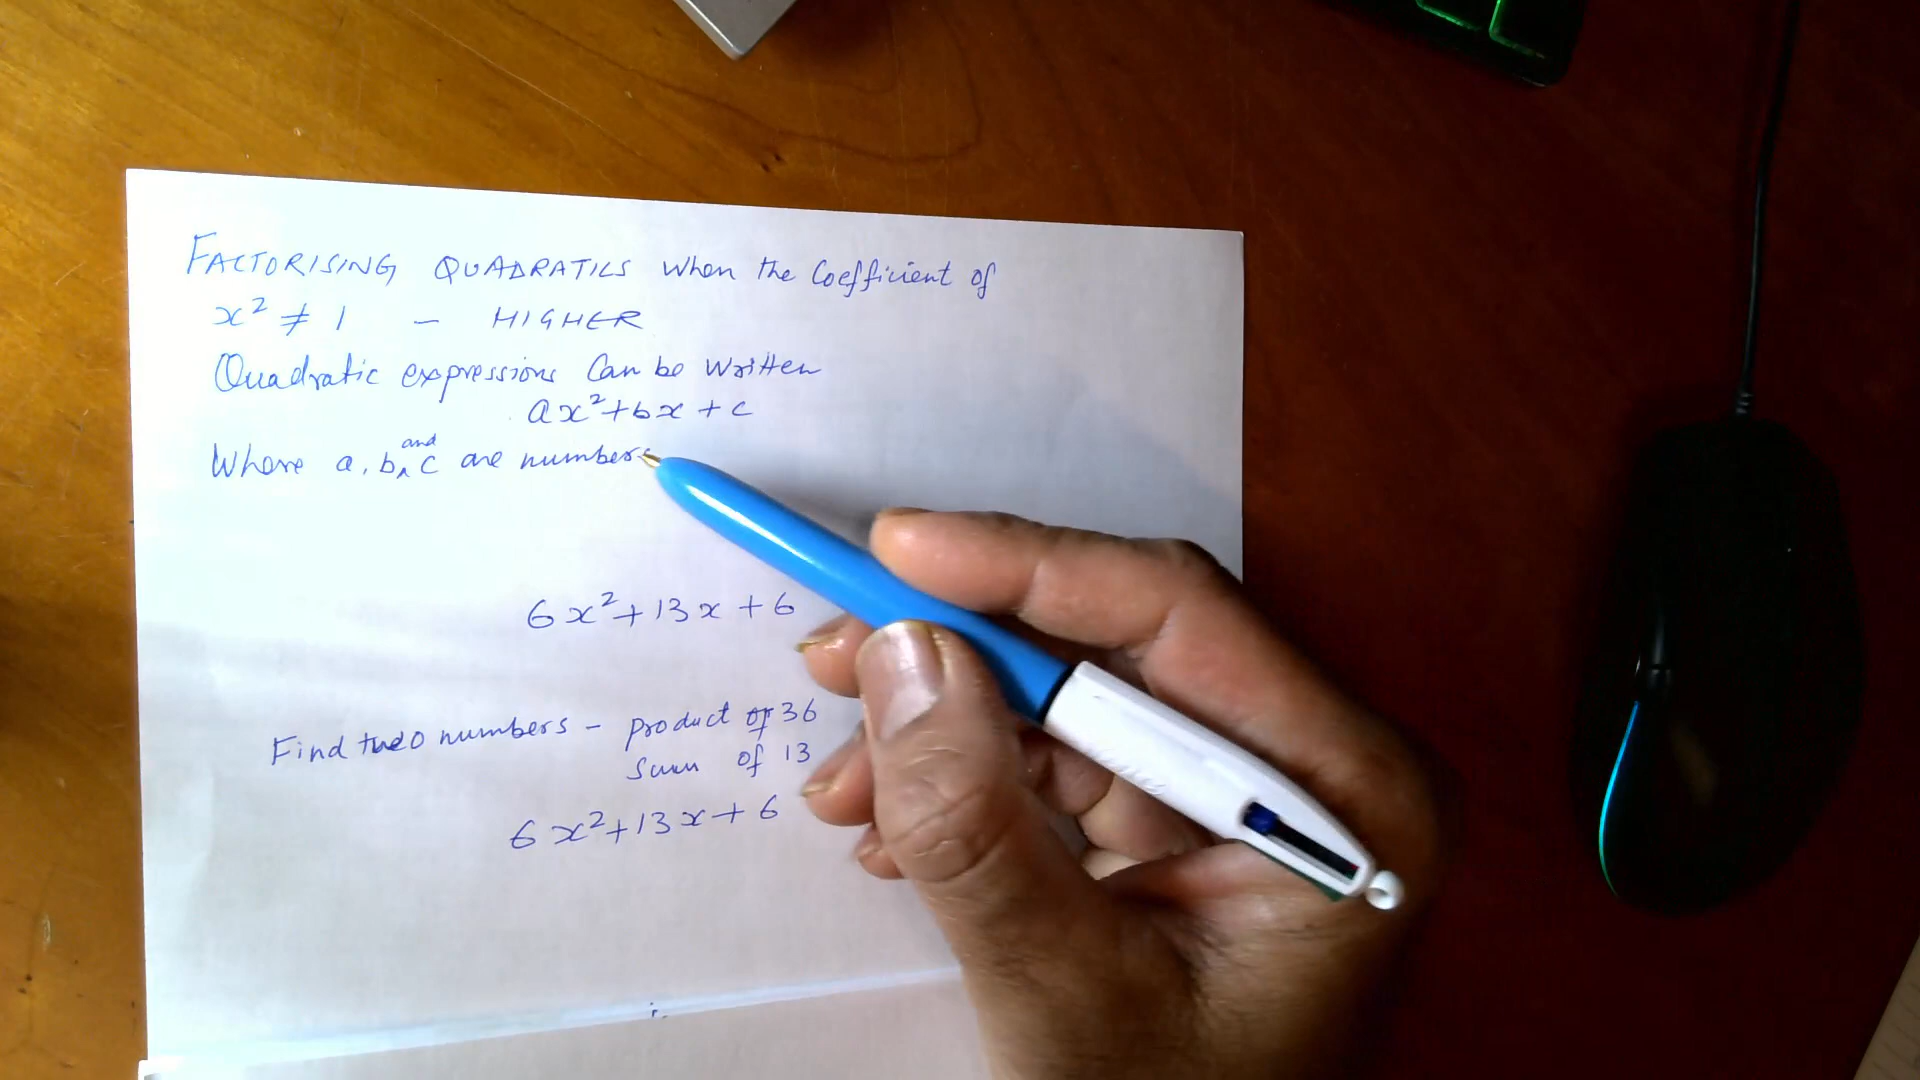 FACTORISING QUADRATICS when the Coefficient of
x² ≠ 1 - HIGHER
Quadratic expressions Can be written
ax²+bx+c
Where a, b and c are numbers
6x²+13x+6
Find two numbers - product of 36
sum of 13
6x²+13x+6